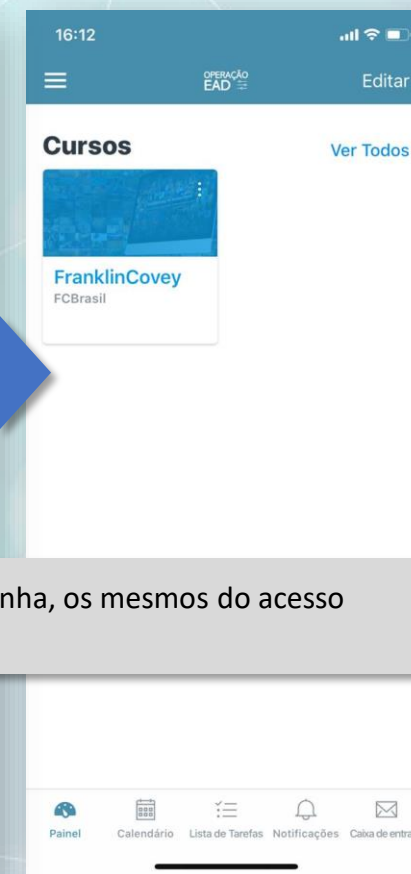 16:12
OPERAÇÃO
EAD
Editar
Cursos
Ver Todos
FranklinCovey
FCBrasil
nha, os mesmos do acesso
Painel
Calendário
Lista de Tarefas
Notificações
Caixa de entra